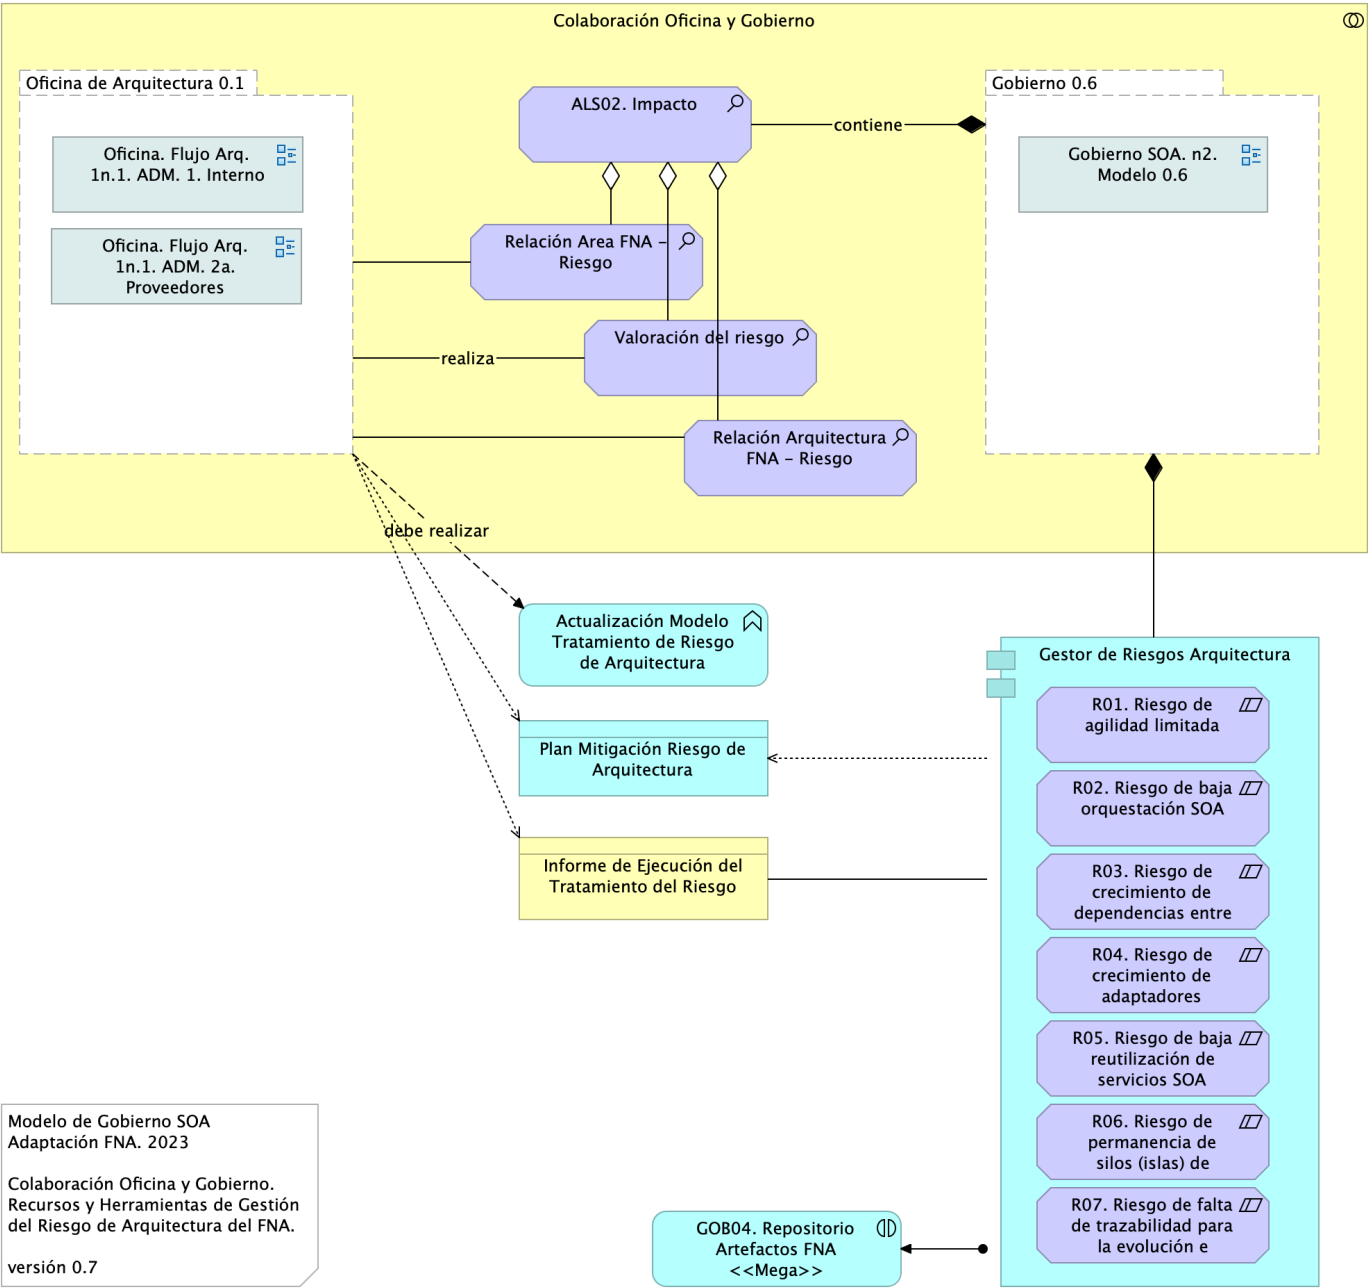 Colaboración Oficina y Gobierno
Oficina de Arquitectura 0.1
Oficina. Flujo Arq.
1n.1. ADM. 1. Interno
Oficina. Flujo Arq.
1n.1. ADM. 2a.
Proveedores
ALS02. Impacto
contiene
Gobierno 0.6
Gobierno SOA. n2.
Modelo 0.6
Relación Area FNA –
Riesgo
Valoración del riesgo
realiza
Relación Arquitectura
FNA – Riesgo
debe realizar
Actualización Modelo
Tratamiento de Riesgo
de Arquitectura
Plan Mitigación Riesgo de
Arquitectura
Informe de Ejecución del
Tratamiento del Riesgo
Gestor de Riesgos Arquitectura
R01. Riesgo de
agilidad limitada
R02. Riesgo de baja
orquestación SOA
R03. Riesgo de
crecimiento de
dependencias entre
R04. Riesgo de
crecimiento de
adaptadores
R05. Riesgo de baja
reutilización de
servicios SOA
R06. Riesgo de
permanencia de
silos (islas) de
R07. Riesgo de falta
de trazabilidad para
la evolución e
GOB04. Repositorio
Artefactos FNA
<<Mega>>
Modelo de Gobierno SOA
Adaptación FNA. 2023
Colaboración Oficina y Gobierno.
Recursos y Herramientas de Gestión
del Riesgo de Arquitectura del FNA.
versión 0.7